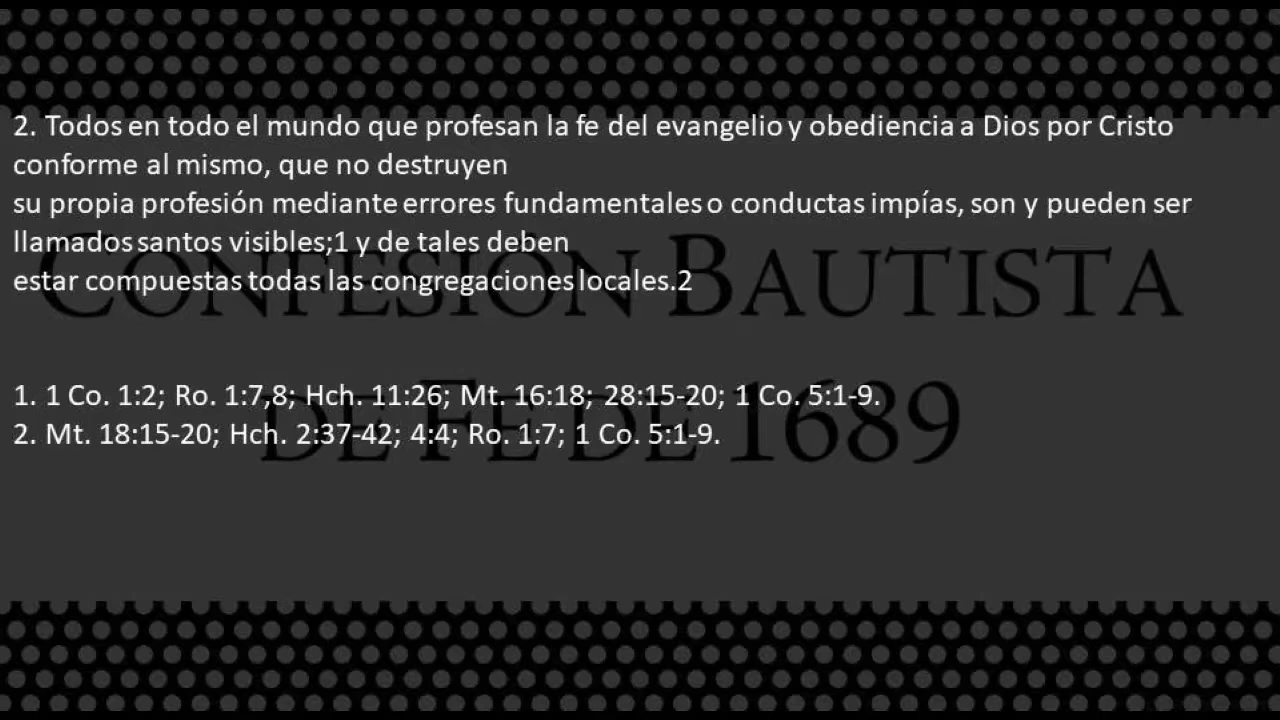 2. Todos en todo el mundo que profesan la fe del evangelio y obediencia a Dios por Cristo
conforme al mismo, que no destruyen
su propia profesión mediante errores fundamentales o conductas impías, son y pueden ser
llamados santos visibles;1 y de tales deben
estar compuestas todas las congregaciones locales.2
CONFESIÓN BAUTISTA
DE FE DE 1689
1. 1 Co. 1:2; Ro. 1:7,8; Hch. 11:26; Mt. 16:18; 28:15-20; 1 Co. 5:1-9.
2. Mt. 18:15-20; Hch. 2:37-42; 4:4; Ro. 1:7; 1 Co. 5:1-9.